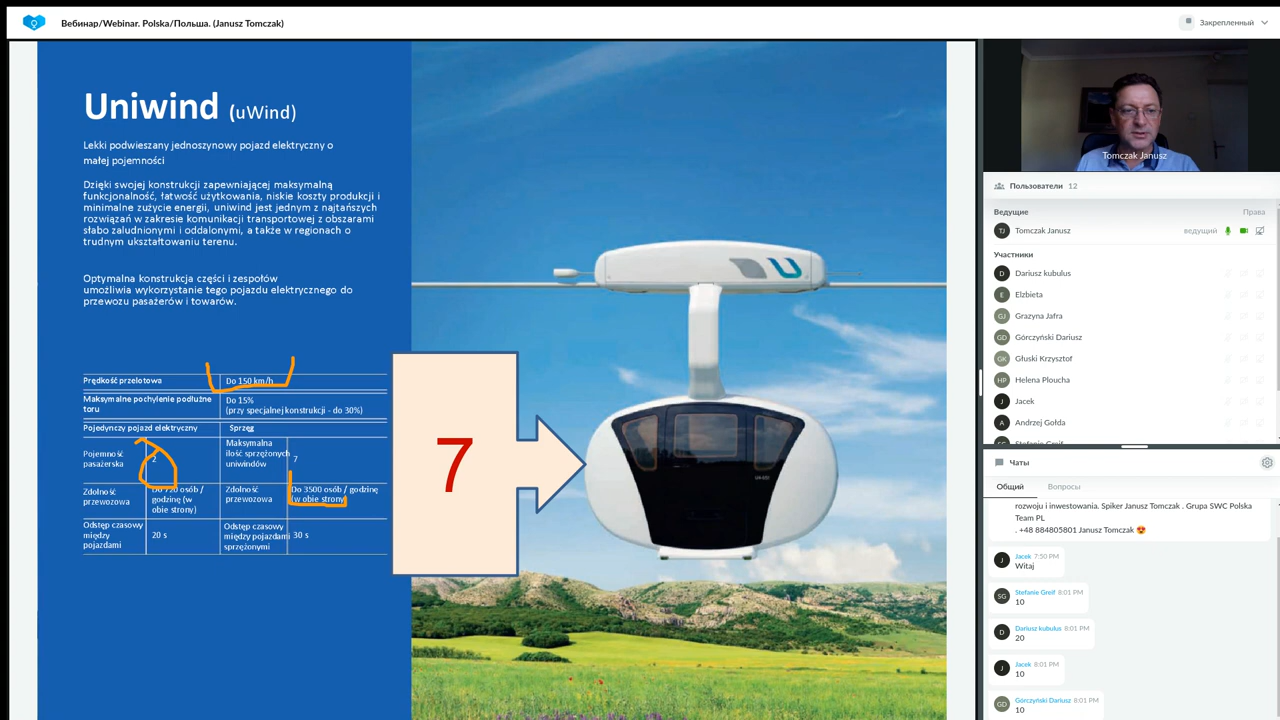 Вебинар/Webinar. Polska/Польша. (Janusz Tomczak)
Закрепленный
Uniwind (uWind)
Lekki podwieszany jednoszynowy pojazd elektryczny o
małej pojemności
Dzięki swojej konstrukcji zapewniającej maksymalną
funkcjonalność, łatwość użytkowania, niskie koszty produkcji i
minimalne zużycie energii, uniwind jest jednym z najtańszych
rozwiązań w zakresie komunikacji transportowej z obszarami
słabo zaludnionymi i oddalonymi, a także w regionach o
trudnym ukształtowaniu terenu.
Optymalna konstrukcja części i zespołów
umożliwia wykorzystanie tego pojazdu elektrycznego do
przewozu pasażerów i towarów.
Prędkość przelotowa
Do 150 km/h
Maksymalne pochylenie podłużne
toru
Do 15%
(przy specjalnej konstrukcji - do 30%)
Pojedynczy pojazd elektryczny
Sprzęg
Pojemność
pasażerska
2
Maksymalna
ilość sprzężonych
uniwindów
7
Zdolność
przewozowa
Do 720 osób /
godzinę (w
obie strony)
Zdolność
przewozowa
Do 3500 osób / godzinę
(w obie strony
Odstęp czasowy
między
pojazdami
20 s
Odstęp czasowy
między pojazdami
sprzężonymi
30 s
7
Tomczak Janusz
Пользователи 12
Ведущие
Права
TJ Tomczak Janusz ведущий
Участники
D Dariusz kubulus
E Elzbieta
GJ Grazyna Jafra
GD Górczyński Dariusz
GK Głuski Krzysztof
HP Helena Ploucha
J Jacek
AG Andrzej Gołda
Stefanie Greif
Чаты
Общий
Вопросы
rozwoju i inwestowania. Spiker Janusz Tomczak . Grupa SWC Polska
Team PL
. +48 884805801 Janusz Tomczak 😍
J Jacek 7:50 PM
Witaj
SG Stefanie Greif 8:01 PM
10
D Dariusz kubulus 8:01 PM
20
J Jacek 8:01 PM
10
GD Górczyński Dariusz 8:01 PM
10